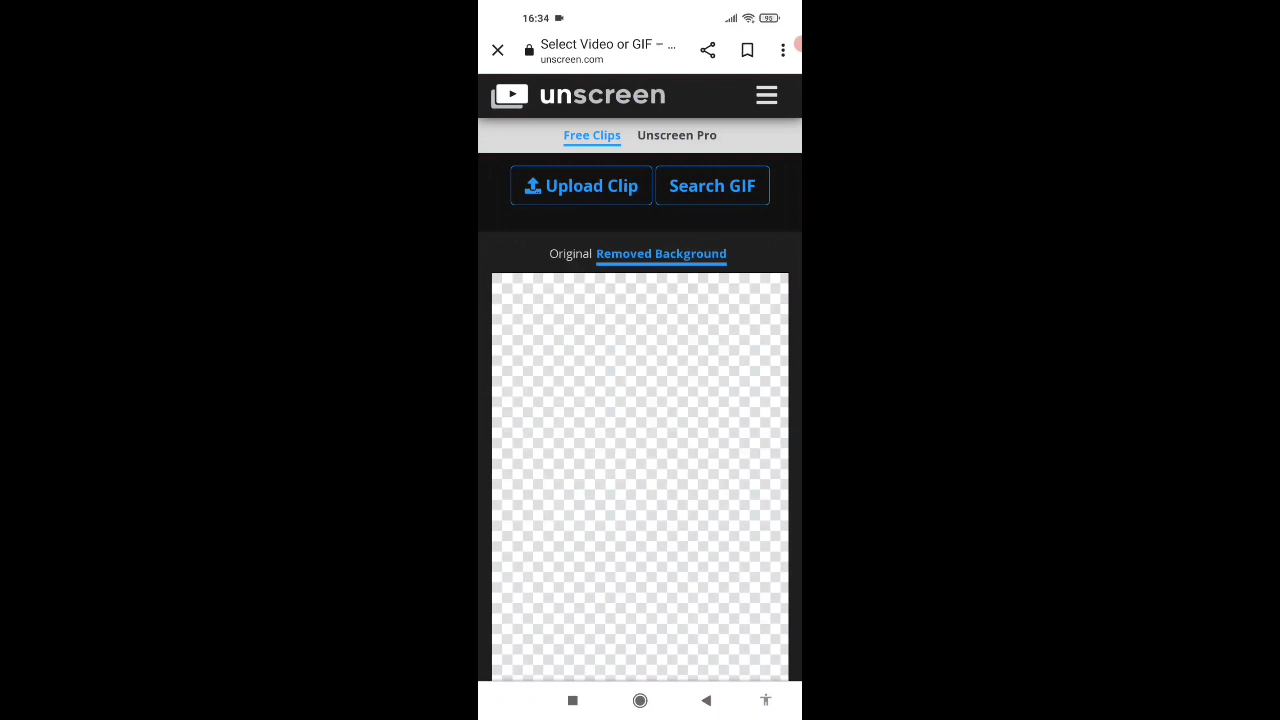 16:34
95
Select Video or GIF – ...
unscreen.com
unscreen
Free Clips Unscreen Pro
Upload Clip Search GIF
Original Removed Background